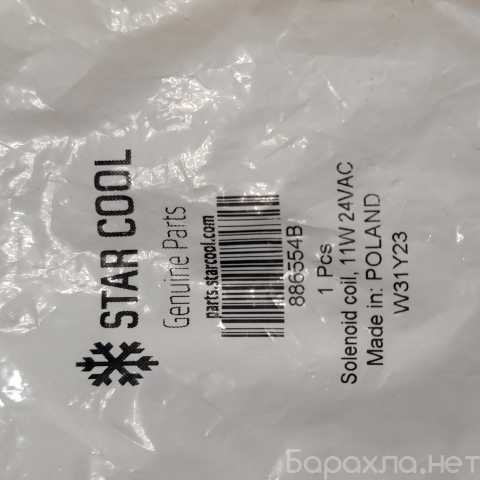 STAR COOL
Genuine Parts
parts.starcool.com
886554B
1 Pcs
Solenoid coil, 11W 24VAC
Made in: POLAND
W31Y23
Барахла.нет